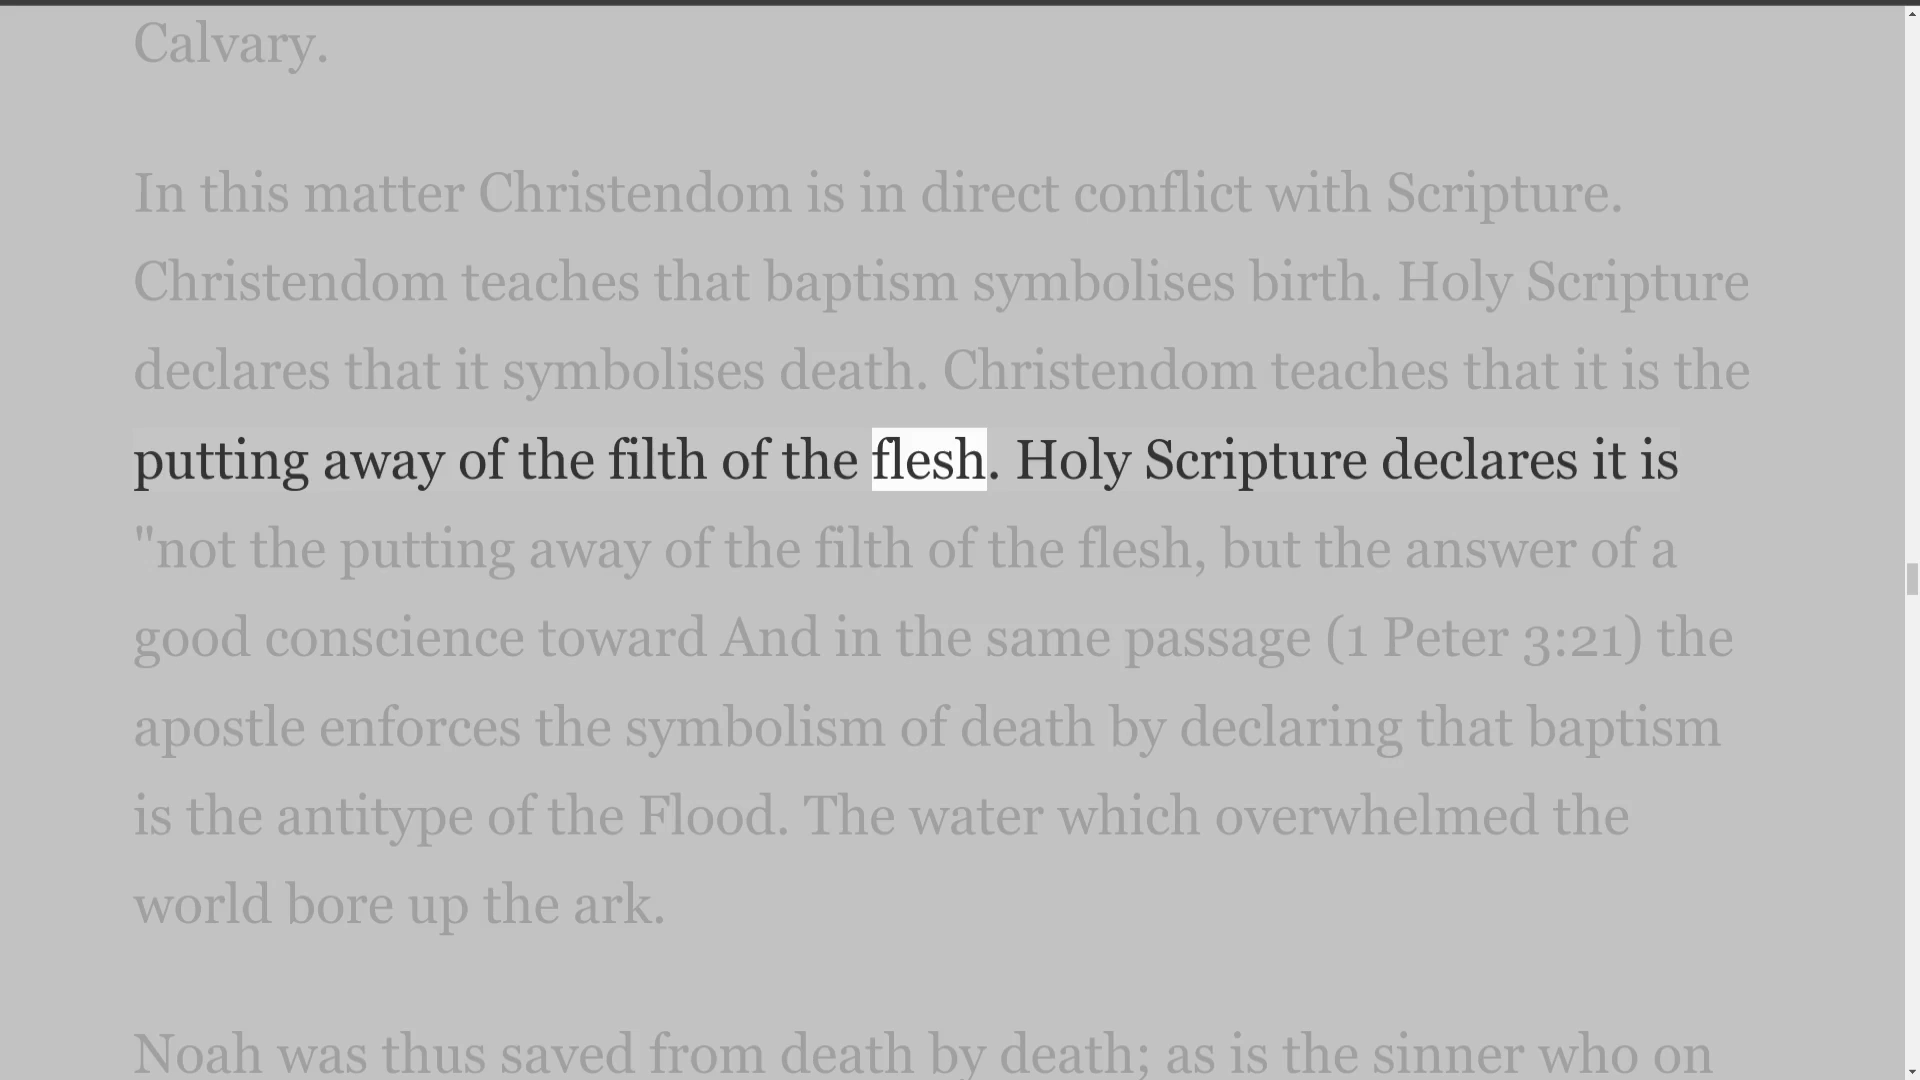 Calvary.
In this matter Christendom is in direct conflict with Scripture.
Christendom teaches that baptism symbolises birth. Holy Scripture
declares that it symbolises death. Christendom teaches that it is the
putting away of the filth of the flesh. Holy Scripture declares it is
"not the putting away of the filth of the flesh, but the answer of a
good conscience toward And in the same passage (1 Peter 3:21) the
apostle enforces the symbolism of death by declaring that baptism
is the antitype of the Flood. The water which overwhelmed the
world bore up the ark.
Noah was thus saved from death by death; as is the sinner who on